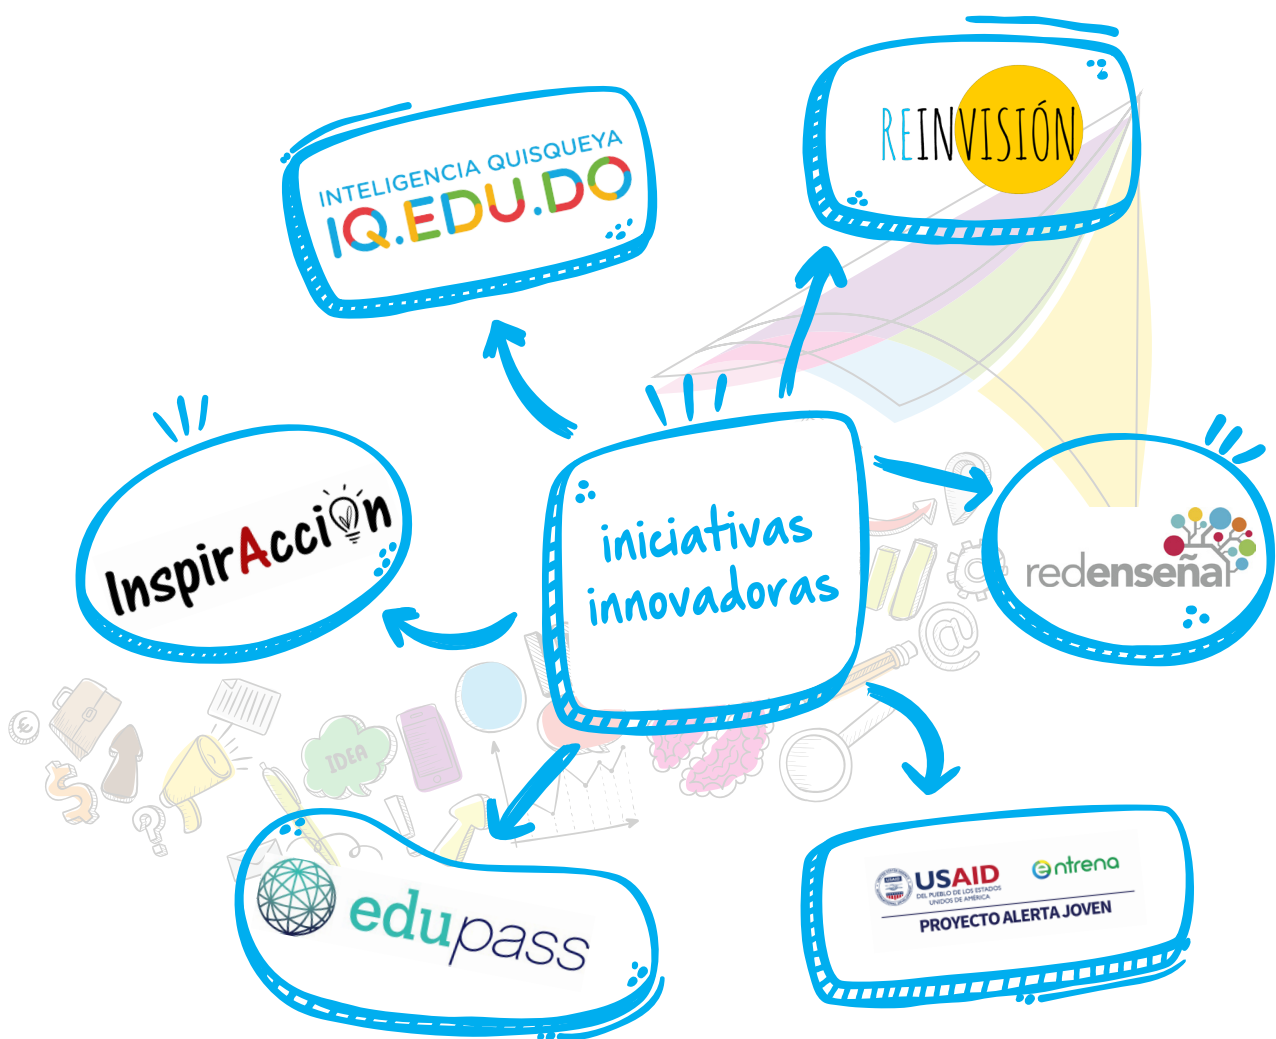 REINVISIÓN
INTELIGENCIA QUISQUEYA
IQ.EDU.DO
InspirAcción
iniciativas
innovadoras
redenseñal
@
€
$
?
IDEA
edupass
USAID
DEL PUEBLO DE LOS ESTADOS
UNIDOS DE AMÉRICA
entrena
PROYECTO ALERTA JOVEN